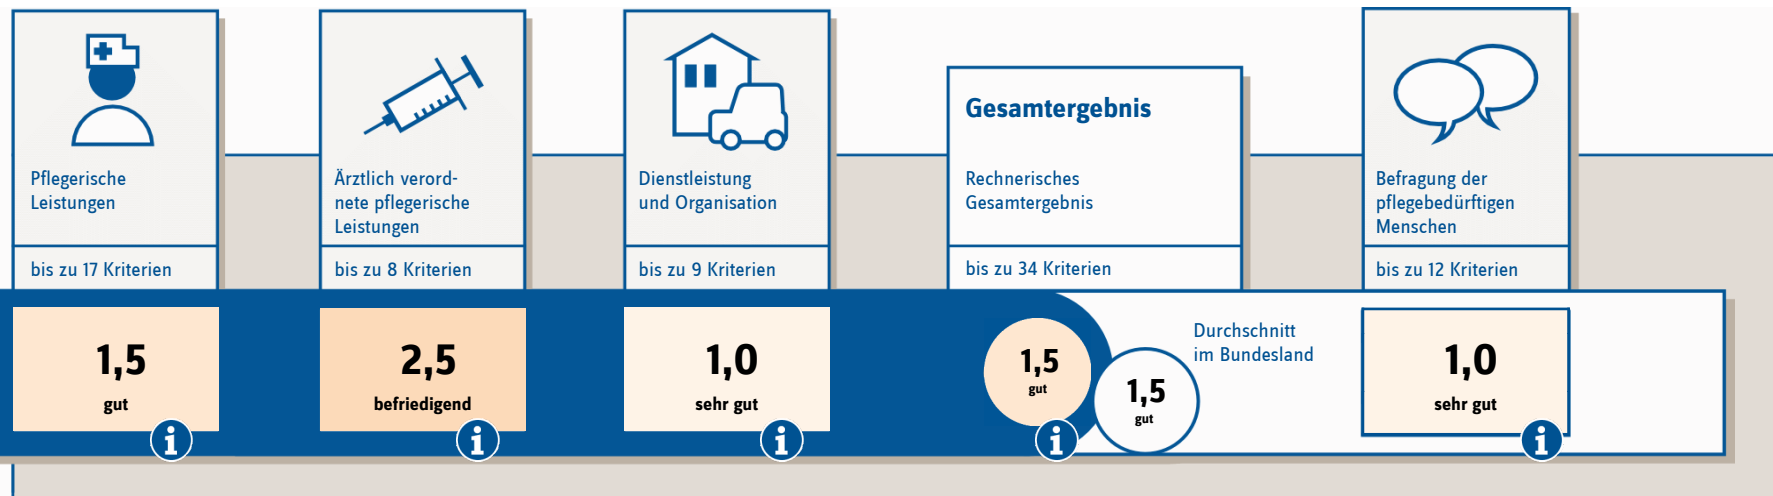 Pflegerische
Leistungen
bis zu 17 Kriterien
1,5
gut
i
Ärztlich verord-
nete pflegerische
Leistungen
bis zu 8 Kriterien
2,5
befriedigend
i
Dienstleistung
und Organisation
bis zu 9 Kriterien
1,0
sehr gut
i
Gesamtergebnis
Rechnerisches
Gesamtergebnis
bis zu 34 Kriterien
1,5
gut
i
Durchschnitt
im Bundesland
1,5
gut
Befragung der
pflegebedürftigen
Menschen
bis zu 12 Kriterien
1,0
sehr gut
i